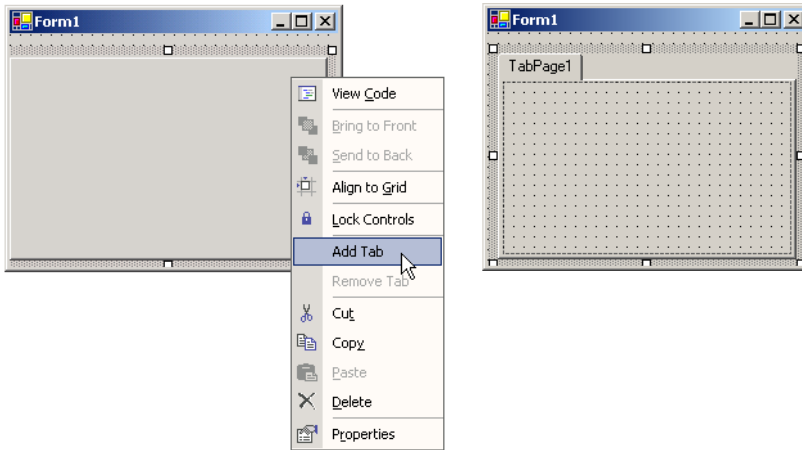 Form1
View Code
Bring to Front
Send to Back
Align to Grid
Lock Controls
Add Tab
Remove Tab
Cut
Copy
Paste
Delete
Properties
Form1
TabPage1